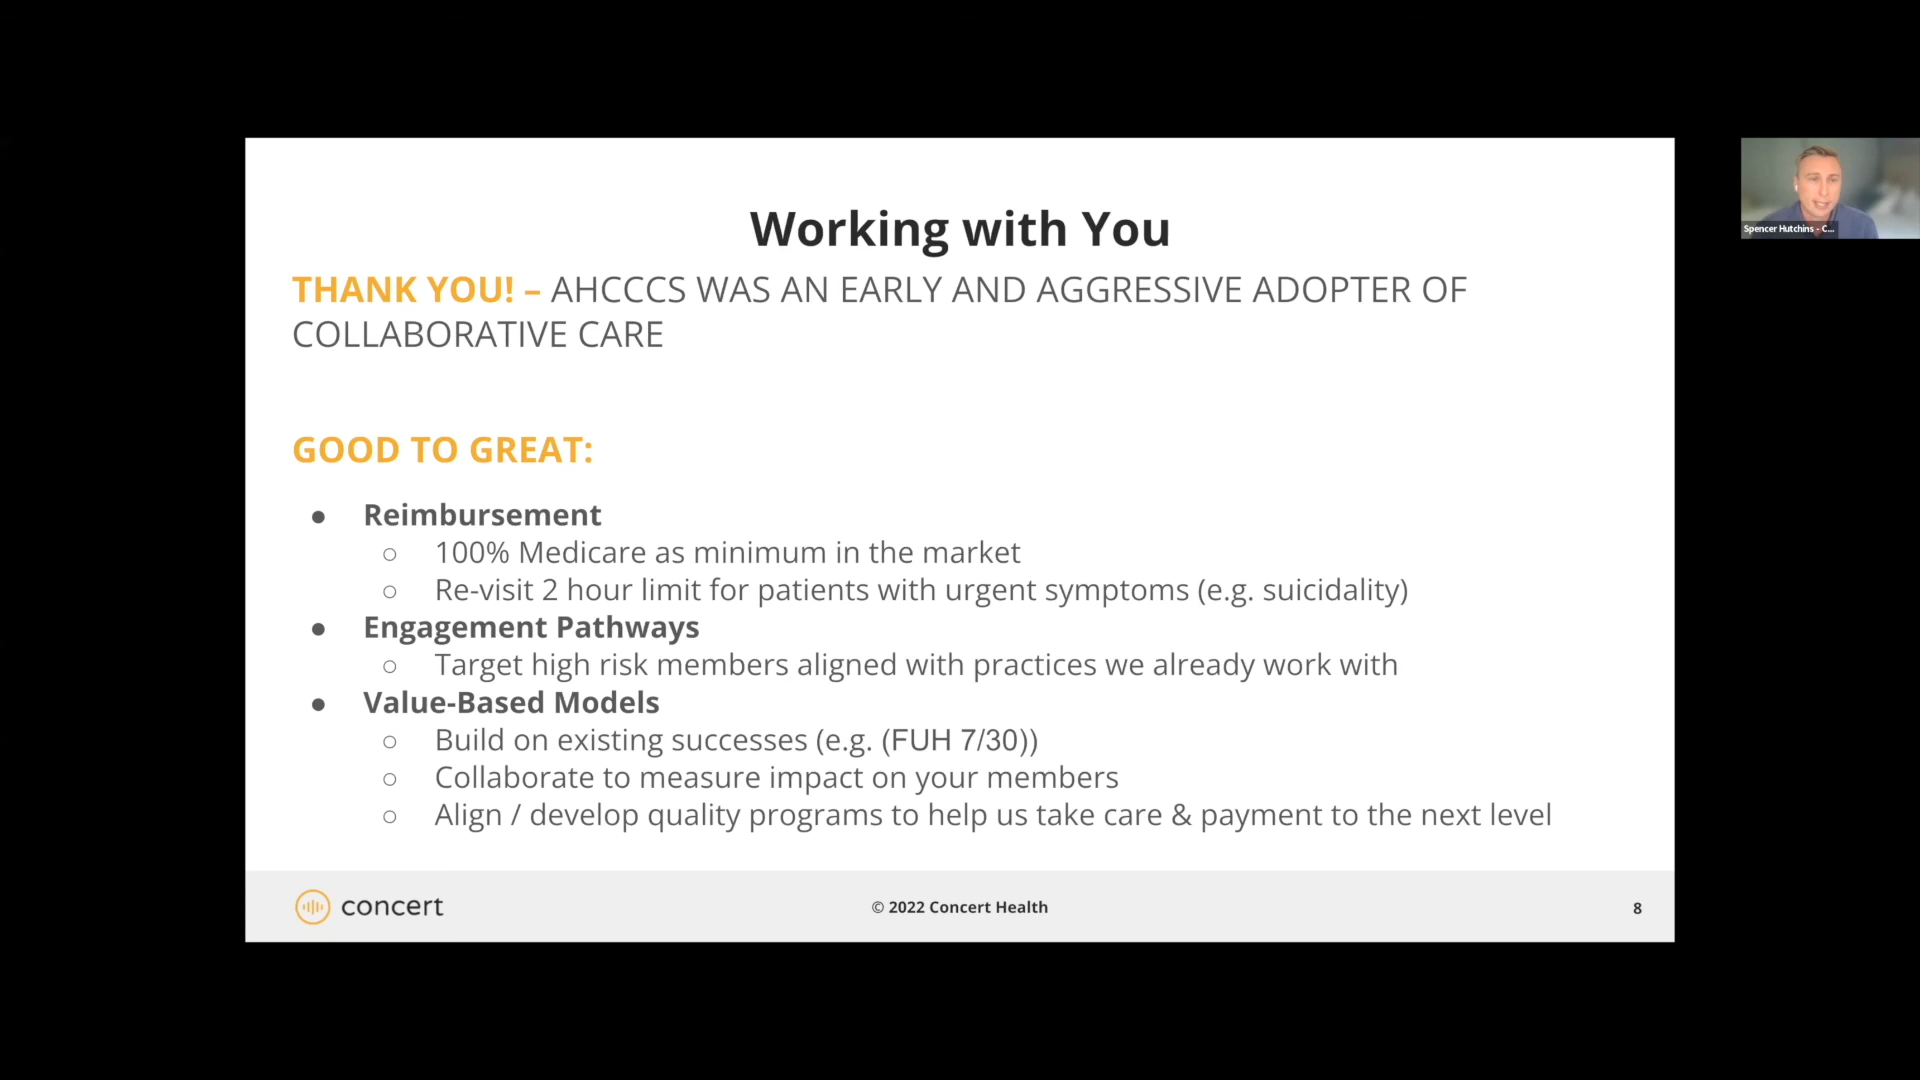 Working with You
THANK YOU! – AHCCCS WAS AN EARLY AND AGGRESSIVE ADOPTER OF
COLLABORATIVE CARE
GOOD TO GREAT:
● Reimbursement
○ 100% Medicare as minimum in the market
○ Re-visit 2 hour limit for patients with urgent symptoms (e.g. suicidality)
● Engagement Pathways
○ Target high risk members aligned with practices we already work with
● Value-Based Models
○ Build on existing successes (e.g. (FUH 7/30))
○ Collaborate to measure impact on your members
○ Align / develop quality programs to help us take care & payment to the next level
concert
© 2022 Concert Health
8
Spencer Hutchins - C...